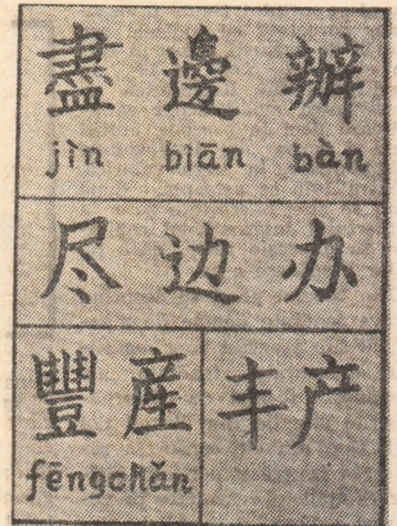 盡 邊 辦
jìn biān bàn
尽 边 办
豐產 丰产
fēngchǎn